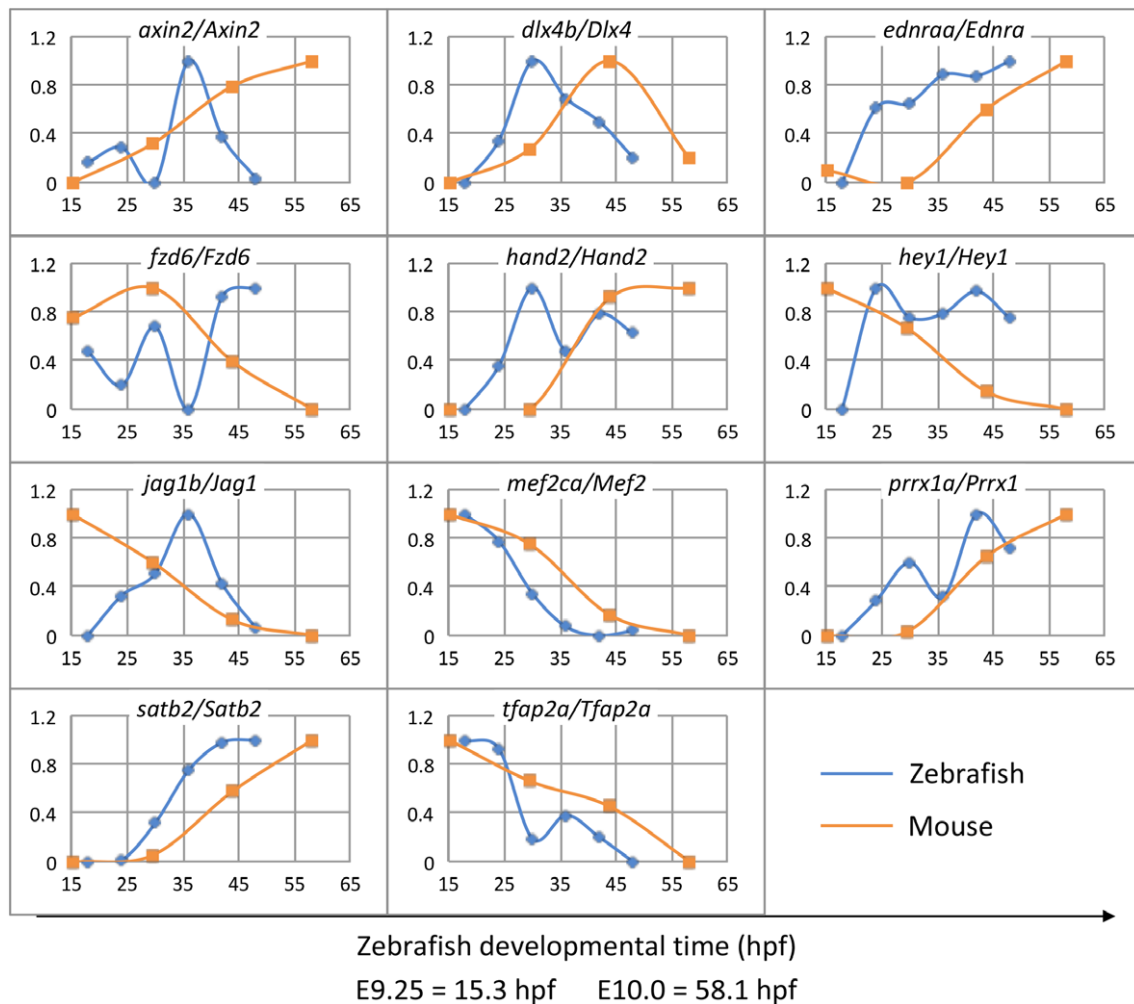 axin2/Axin2
1.2
0.8
0.4
0
15 25 35 45 55 65
dlx4b/Dlx4
1.2
0.8
0.4
0
15 25 35 45 55 65
ednraa/Ednra
1.2
0.8
0.4
0
15 25 35 45 55 65
fzd6/Fzd6
1.2
0.8
0.4
0
15 25 35 45 55 65
hand2/Hand2
1.2
0.8
0.4
0
15 25 35 45 55 65
hey1/Hey1
1.2
0.8
0.4
0
15 25 35 45 55 65
jag1b/Jag1
1.2
0.8
0.4
0
15 25 35 45 55 65
mef2ca/Mef2
1.2
0.8
0.4
0
15 25 35 45 55 65
prrx1a/Prrx1
1.2
0.8
0.4
0
15 25 35 45 55 65
satb2/Satb2
1.2
0.8
0.4
0
15 25 35 45 55 65
tfap2a/Tfap2a
1.2
0.8
0.4
0
15 25 35 45 55 65
Zebrafish
Mouse
Zebrafish developmental time (hpf)
E9.25 = 15.3 hpf E10.0 = 58.1 hpf